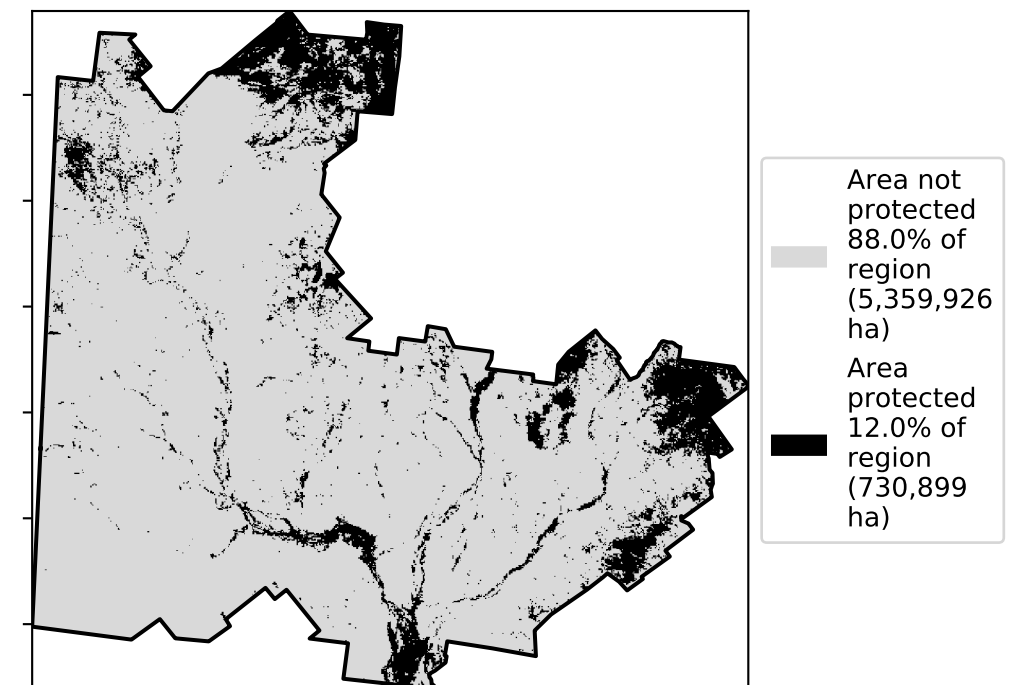 Area not
protected
88.0% of
region
(5,359,926
ha)
Area
protected
12.0% of
region
(730,899
ha)